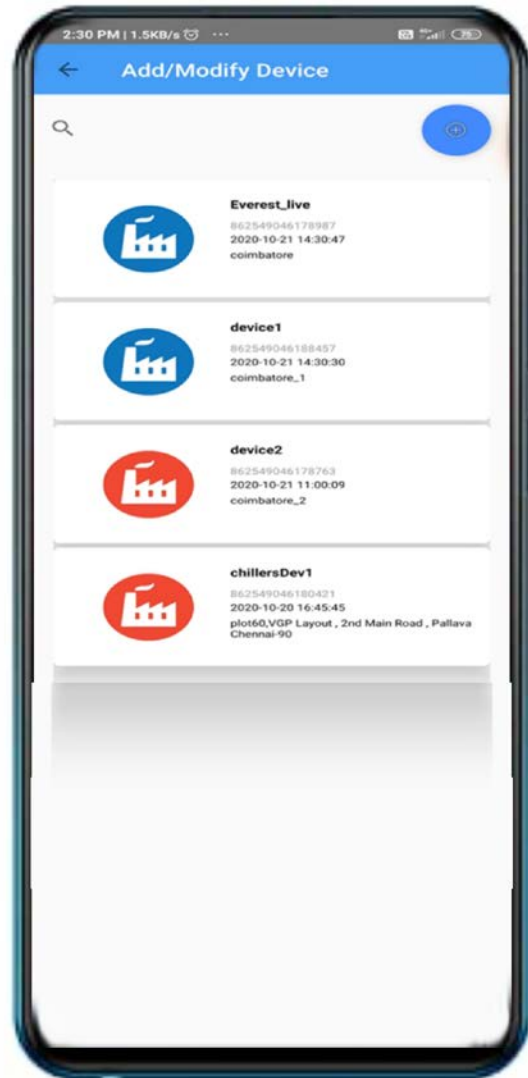 2:30 PM | 1.5KB/s
Add/Modify Device
Everest_live
862549046178987
2020-10-21 14:30:47
coimbatore
device1
862549046188457
2020-10-21 14:30:30
coimbatore_1
device2
862549046178763
2020-10-21 11:00:09
coimbatore_2
chillersDev1
862549046180421
2020-10-20 16:45:45
plot60,VGP Layout , 2nd Main Road , Pallava
Chennai-90